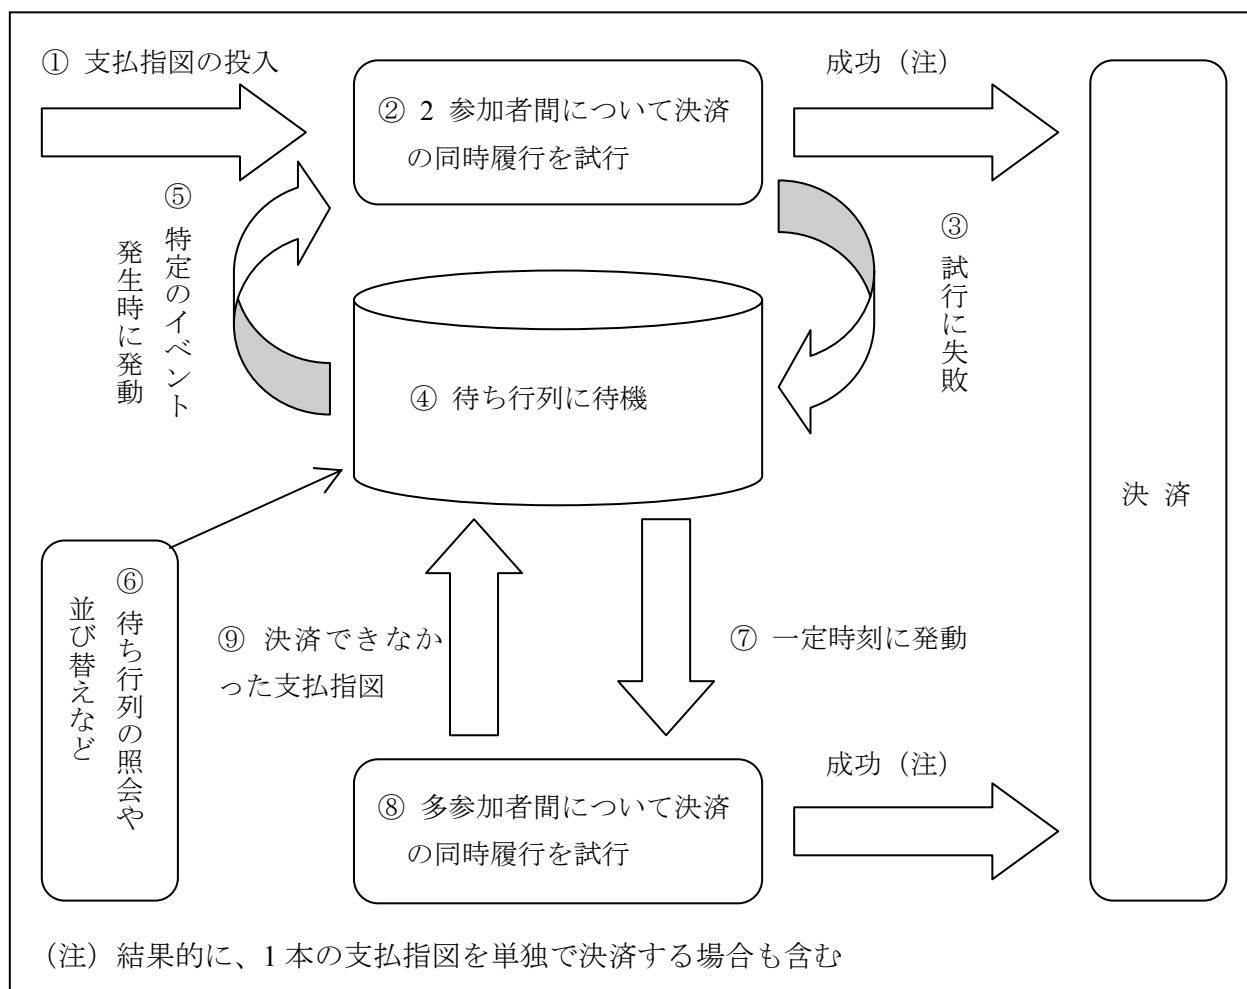 ① 支払指図の投入
② 2 参加者間について決済
の同時履行を試行
成功（注）
③ 試行に失敗
④ 待ち行列に待機
⑤ 特定のイベント
発生時に発動
⑥ 待ち行列の照会や
並び替えなど
⑦ 一定時刻に発動
⑧ 多参加者間について決済
の同時履行を試行
成功（注）
⑨ 決済できなか
った支払指図
決 済
（注）結果的に、1 本の支払指図を単独で決済する場合も含む